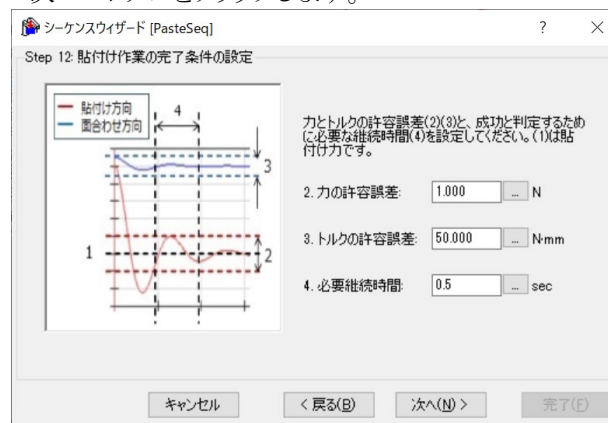 シーケンスウィザード [PasteSeq]
?
×
Step 12: 貼付け作業の完了条件の設定
貼付け方向
面合わせ方向
4
3
1
2
力とトルクの許容誤差(2)(3)と、成功と判定するため
に必要な継続時間(4)を設定してください。(1)は貼
付け力です。
2. 力の許容誤差: 1.000 ... N
3. トルクの許容誤差: 50.000 ... N·mm
4. 必要継続時間: 0.5 ... sec
キャンセル
< 戻る(B)
次へ(N) >
完了(F)